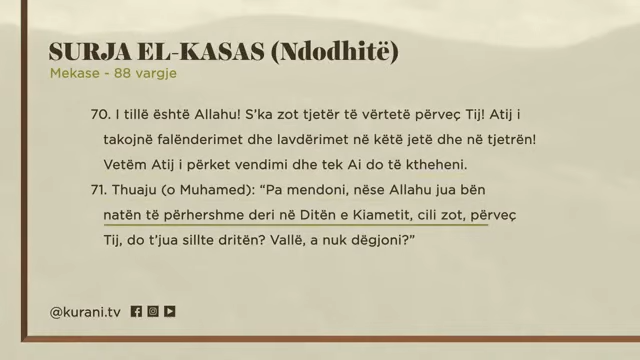 SURJA EL-KASAS (Ndodhitë)
Mekase - 88 vargje
70. I tillë është Allahu! S’ka zot tjetër të vërtetë përveç Tij! Atij i
takojnë falënderimet dhe lavdërimet në këtë jetë dhe në tjetrën!
Vetëm Atij i përket vendimi dhe tek Ai do të ktheheni.
71. Thuaju (o Muhamed): “Pa mendoni, nëse Allahu jua bën
natën të përhershme deri në Ditën e Kiametit, cili zot, përveç
Tij, do t’jua sillte dritën? Vallë, a nuk dëgjoni?”
@kurani.tv